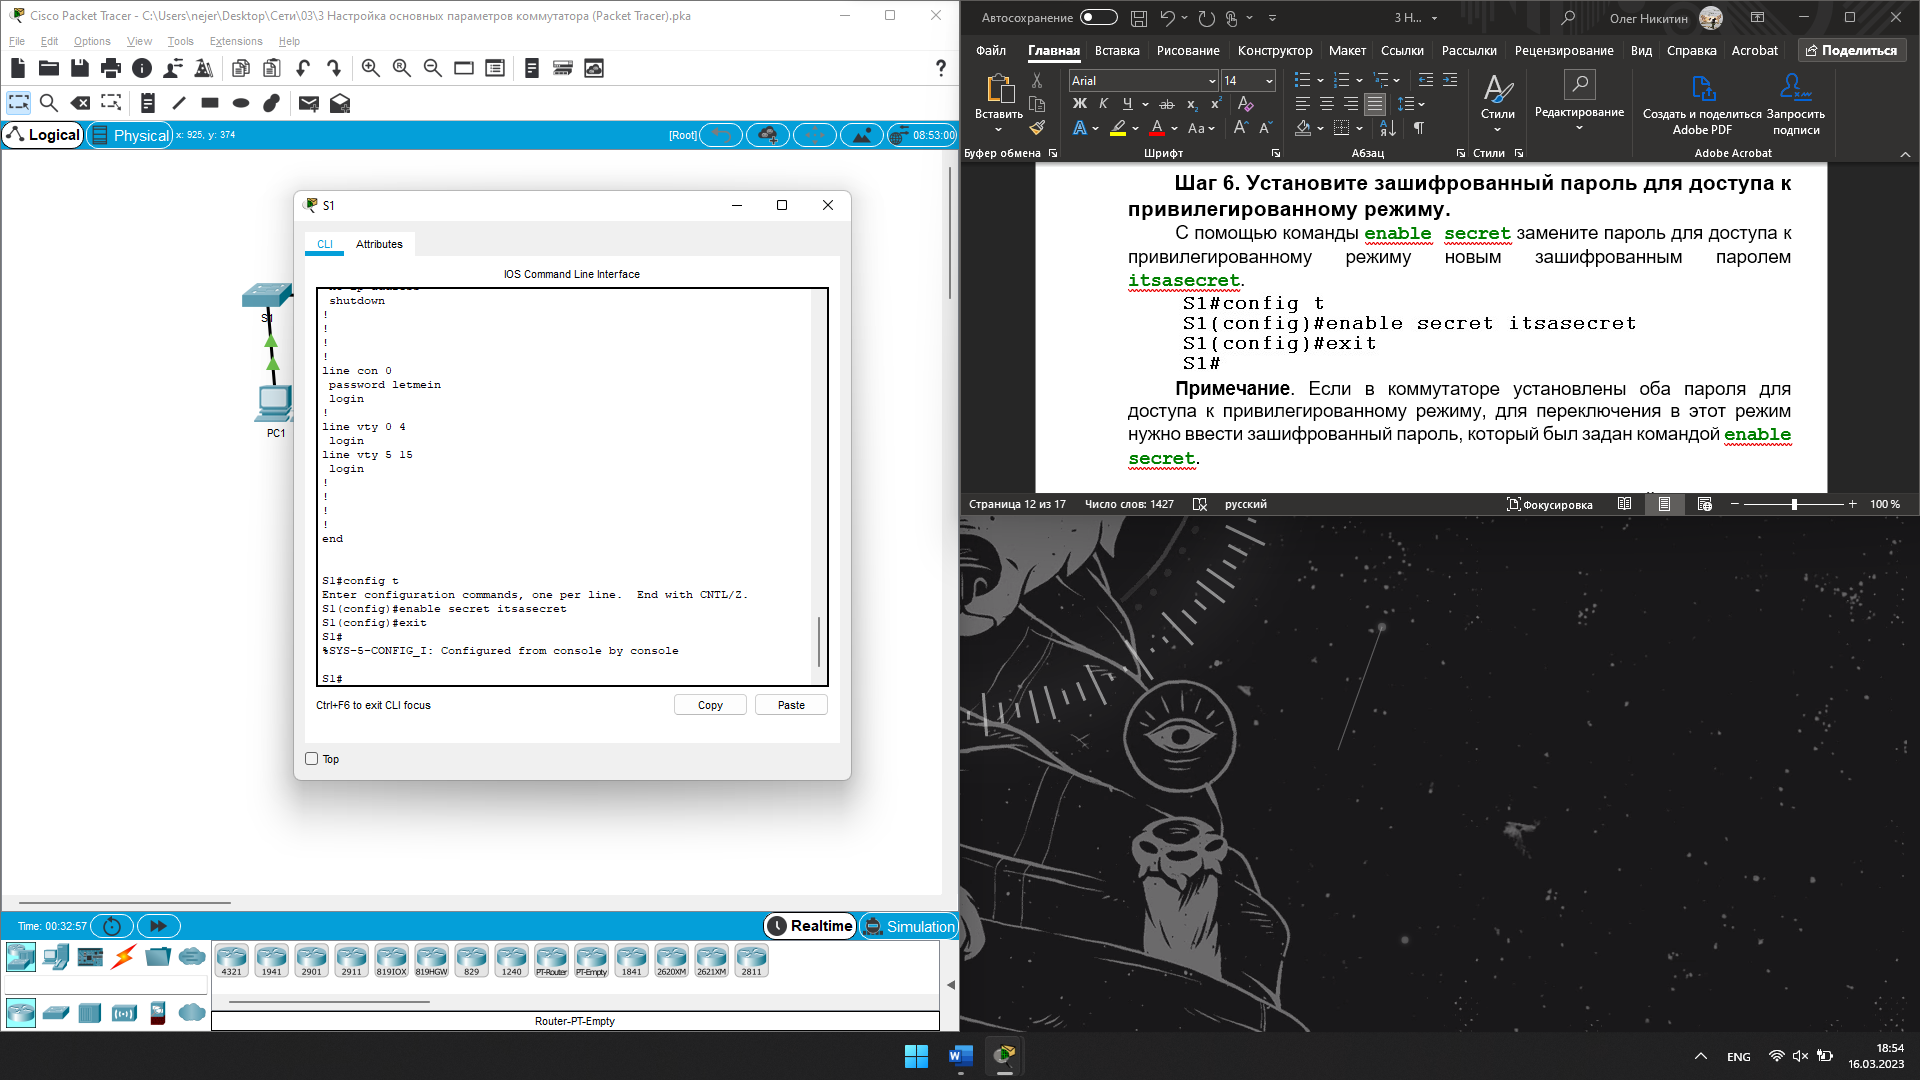 Cisco Packet Tracer - C:\Users\nejer\Desktop\Сети\03\3 Настройка основных параметров коммутатора (Packet Tracer).pka
File Edit Options View Tools Extensions Help
?
Logical Physical x: 925, y: 374 [Root] 08:53:00
S1
PC1
S1
CLI Attributes
IOS Command Line Interface
no ip address
shutdown
!
!
!
!
line con 0
password letmein
login
!
line vty 0 4
login
line vty 5 15
login
!
!
!
!
end
S1#config t
Enter configuration commands, one per line. End with CNTL/Z.
S1(config)#enable secret itsasecret
S1(config)#exit
S1#
%SYS-5-CONFIG_I: Configured from console by console
S1#
Ctrl+F6 to exit CLI focus Copy Paste
Top
Time: 00:32:57 Realtime Simulation
4321 1941 2901 2911 819IOX 819HGW 829 1240 PT-Router PT-Empty 1841 2620XM 2621XM 2811
Router-PT-Empty
Автосохранение 3 Н... Олег Никитин
Файл Главная Вставка Рисование Конструктор Макет Ссылки Рассылки Рецензирование Вид Справка Acrobat Поделиться
Вставить
Arial 14
Ж К Ч ab x₂ x²
Aa
Стили
Редактирование
Создать и поделиться Adobe PDF
Запросить подписи
Буфер обмена Шрифт Абзац Стили Adobe Acrobat
Шаг 6. Установите зашифрованный пароль для доступа к
привилегированному режиму.
С помощью команды enable secret замените пароль для доступа к
привилегированному режиму новым зашифрованным паролем
itsasecret.
S1#config t
S1(config)#enable secret itsasecret
S1(config)#exit
S1#
Примечание. Если в коммутаторе установлены оба пароля для
доступа к привилегированному режиму, для переключения в этот режим
нужно ввести зашифрованный пароль, который был задан командой enable
secret.
Страница 12 из 17 Число слов: 1427 русский Фокусировка 100 %
ENG 18:54
16.03.2023